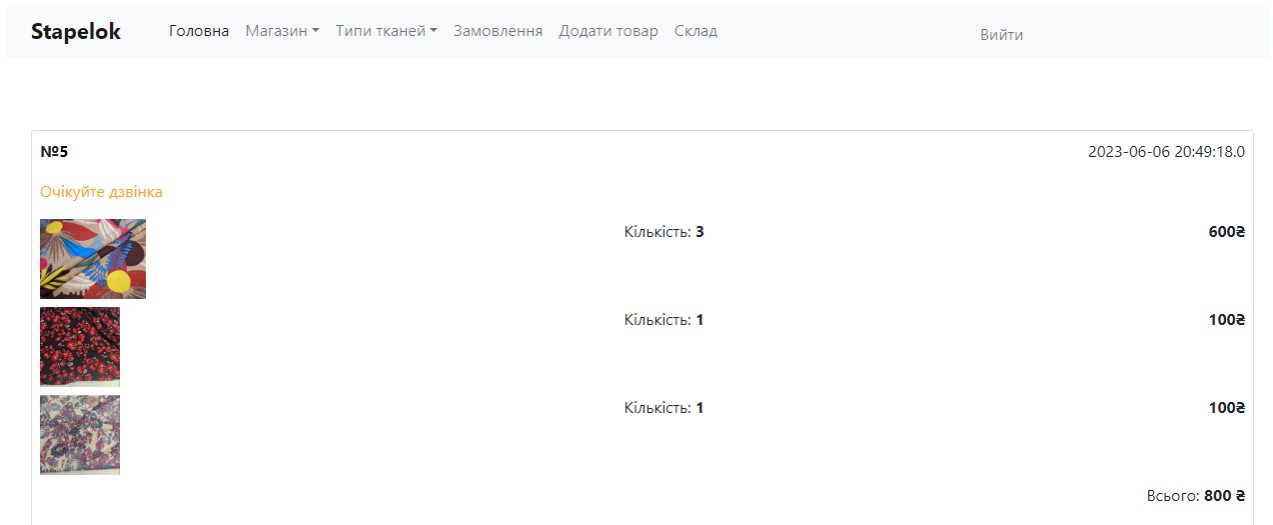 Stapelok Головна Магазин Типи тканей Замовлення Додати товар Склад Вийти
№5 2023-06-06 20:49:18.0
Очікуйте дзвінка
Кількість: 3 600₴
Кількість: 1 100₴
Кількість: 1 100₴
Всього: 800 ₴